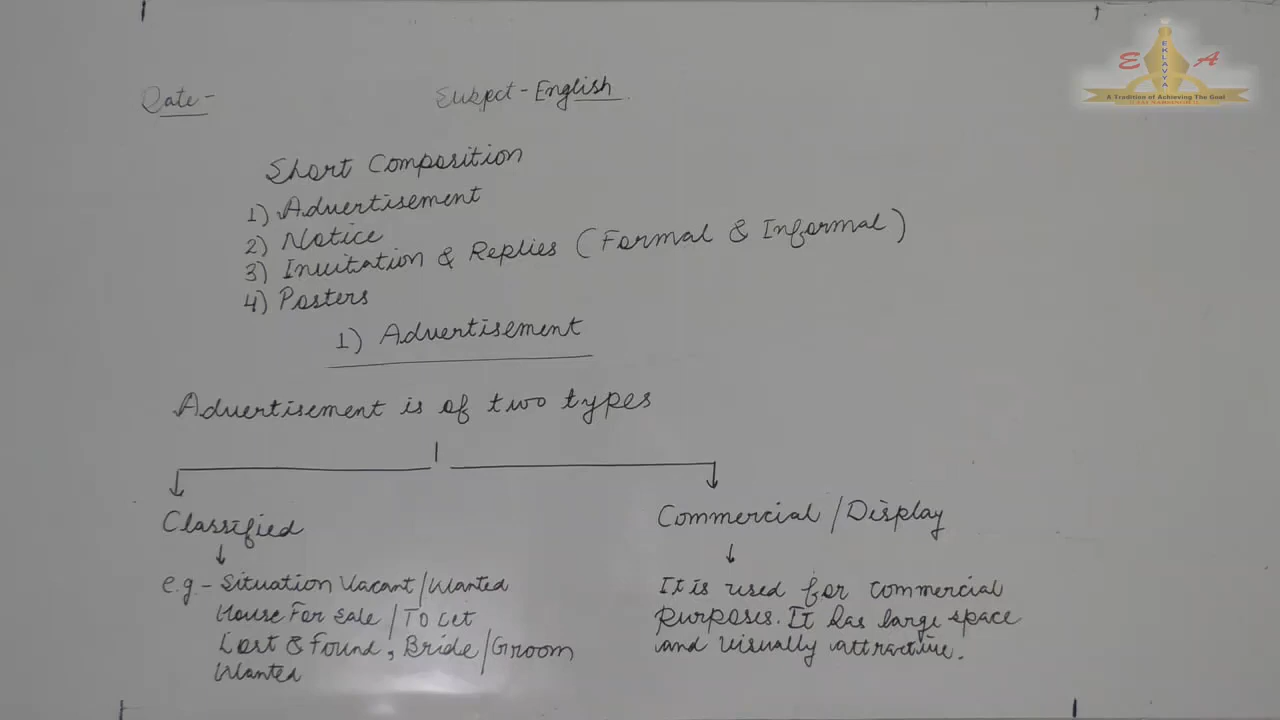 E A
EKLAVYA
A Tradition of Achieving The Goal
Date- Subject - English
Short Composition
1) Advertisement
2) Notice
3) Invitation & Replies (Formal & Informal)
4) Posters
1) Advertisement
Advertisement is of two types
Classified
Commercial / Display
e.g - Situation Vacant/Wanted
House For Sale / To Let
Lost & Found, Bride/Groom
Wanted
It is used for commercial
purposes. It has large space
and visually attractive.